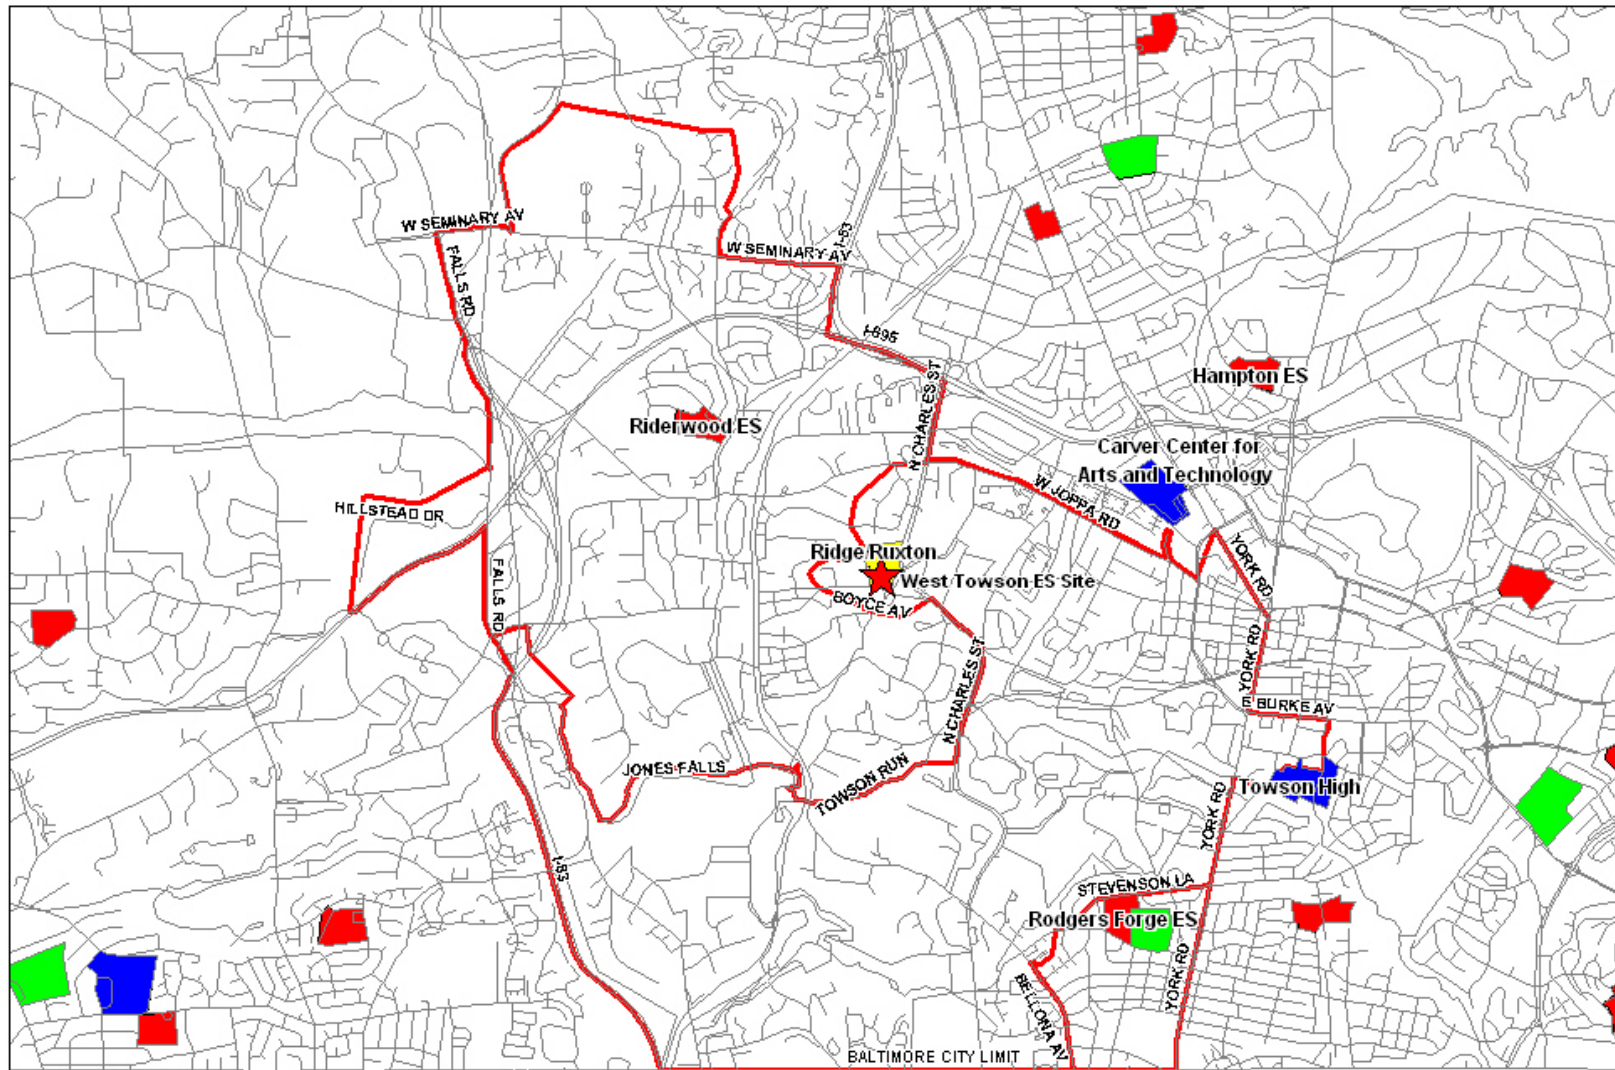 W SEMINARY AV
FALLS RD
W SEMINARY AV
I-83
I-695
N CHARLES ST
Hampton ES
Riderwood ES
Carver Center for
Arts and Technology
W JOPPA RD
HILLSTEAD DR
Ridge Ruxton
West Towson ES Site
BOYCE AV
YORK RD
FALLS RD
N CHARLES ST
YORK RD
E BURKE AV
JONES FALLS
TOWSON RUN
Towson High
YORK RD
I-83
STEVENSON LA
Rodgers Forge ES
YORK RD
BELLONA AV
BALTIMORE CITY LIMIT